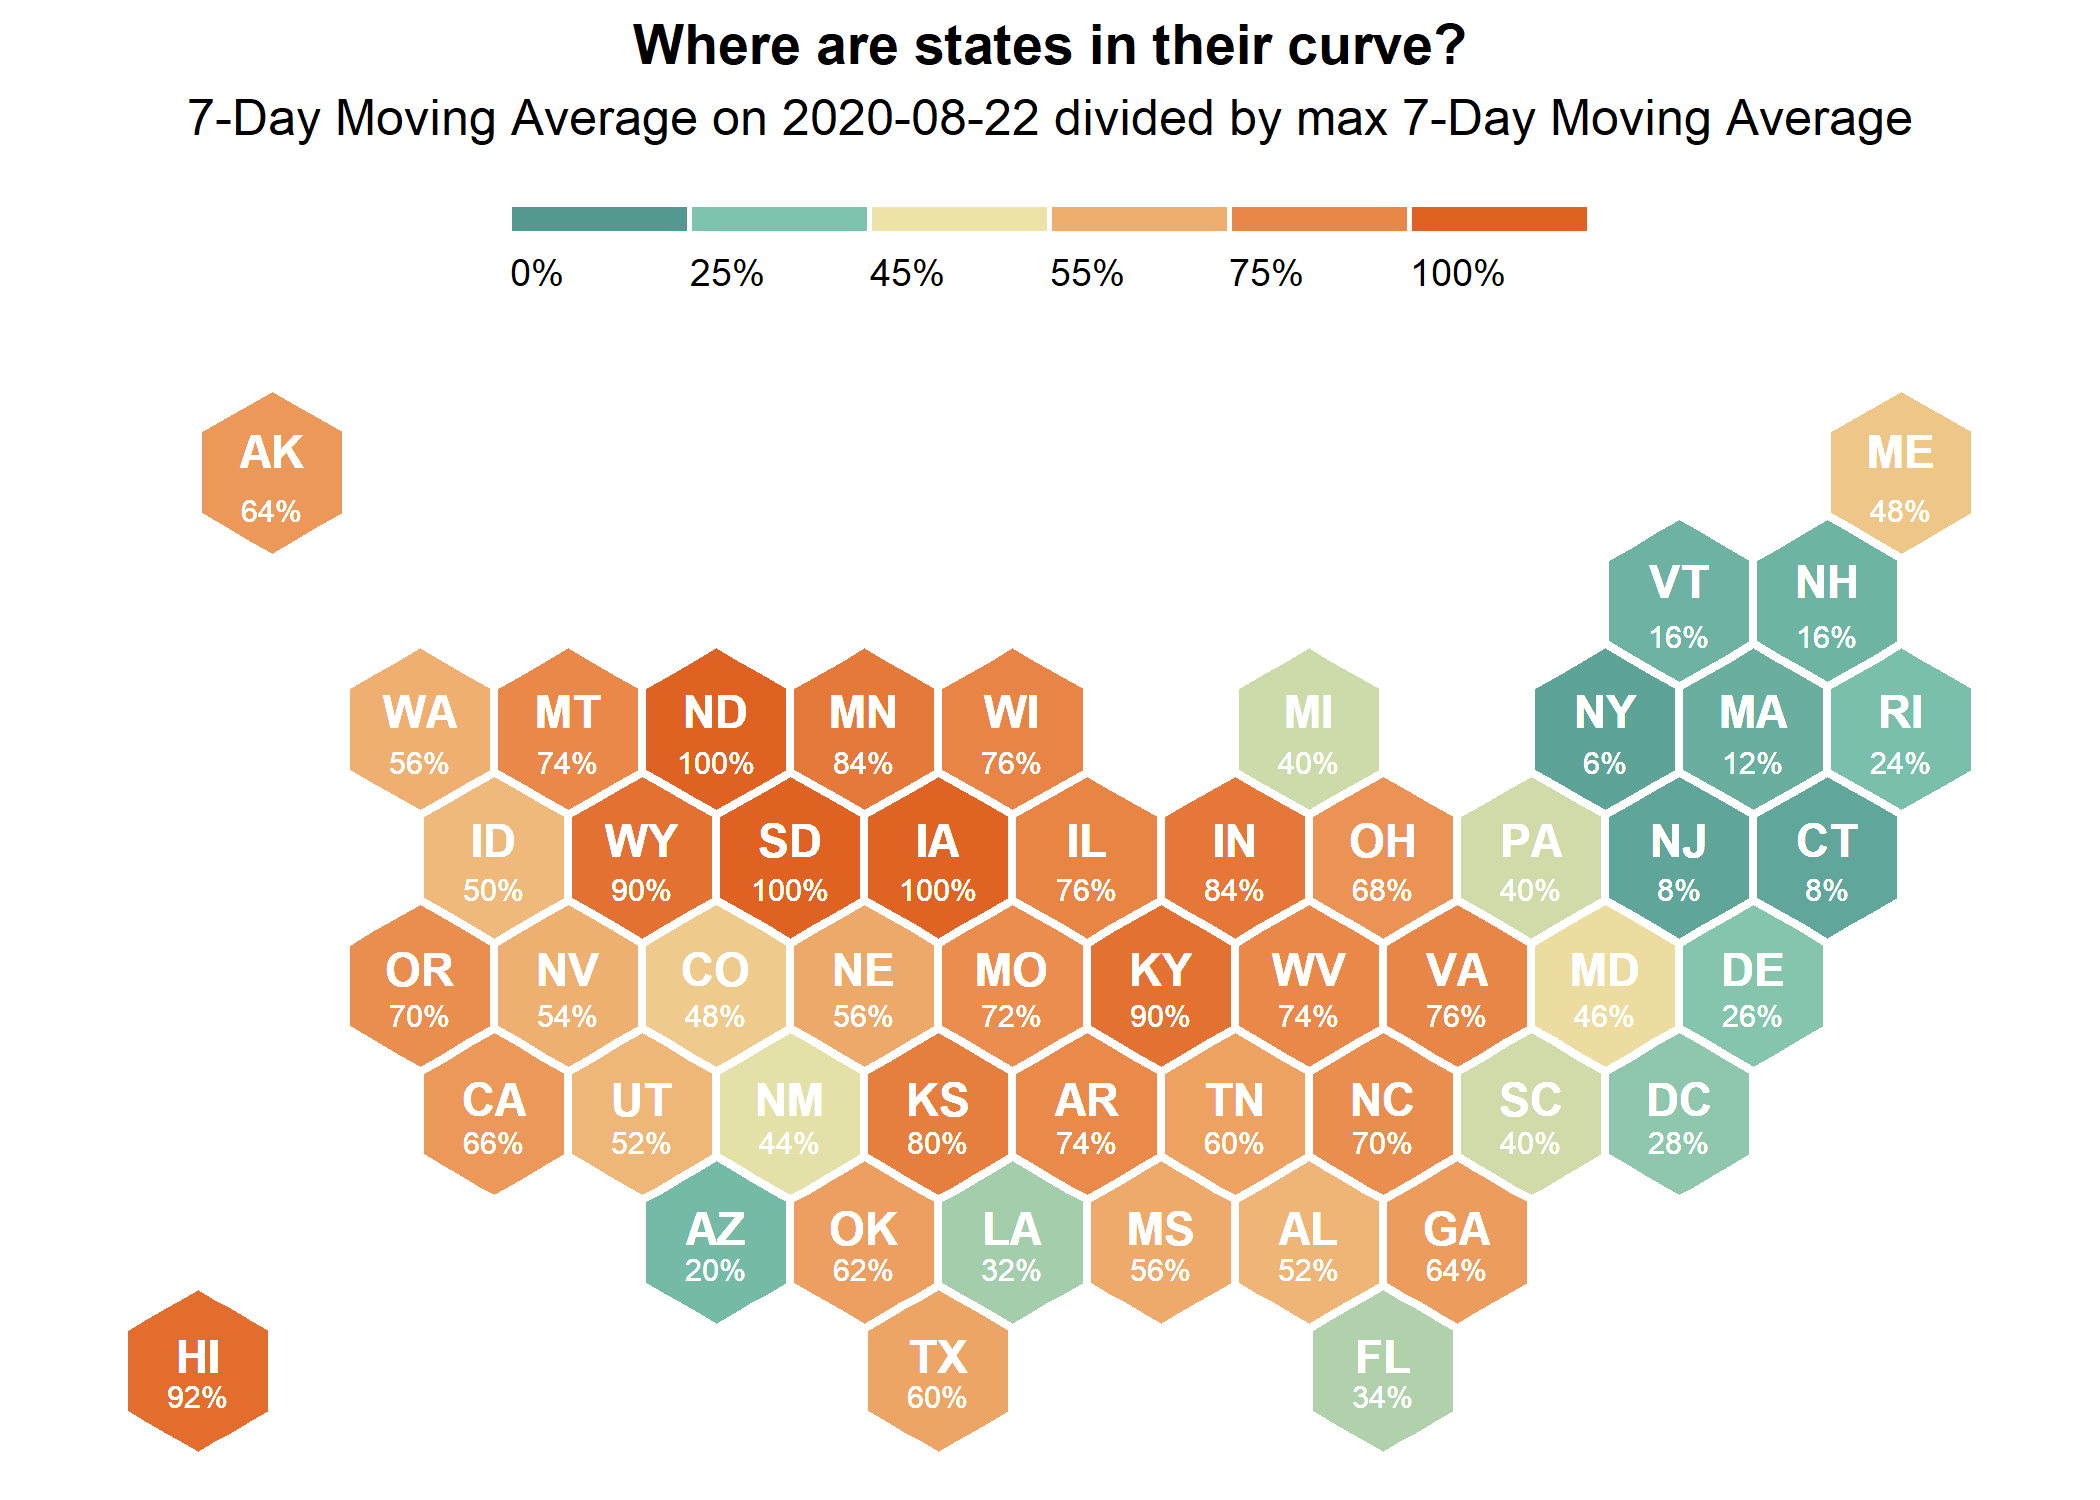 Where are states in their curve?
7-Day Moving Average on 2020-08-22 divided by max 7-Day Moving Average
0% 25% 45% 55% 75% 100%
AK ME
64% 48%
VT NH
16% 16%
WA MT ND MN WI MI NY MA RI
56% 74% 100% 84% 76% 40% 6% 12% 24%
ID WY SD IA IL IN OH PA NJ CT
50% 90% 100% 100% 76% 84% 68% 40% 8% 8%
OR NV CO NE MO KY WV VA MD DE
70% 54% 48% 56% 72% 90% 74% 76% 46% 26%
CA UT NM KS AR TN NC SC DC
66% 52% 44% 80% 74% 60% 70% 40% 28%
AZ OK LA MS AL GA
20% 62% 32% 56% 52% 64%
HI TX FL
92% 60% 34%